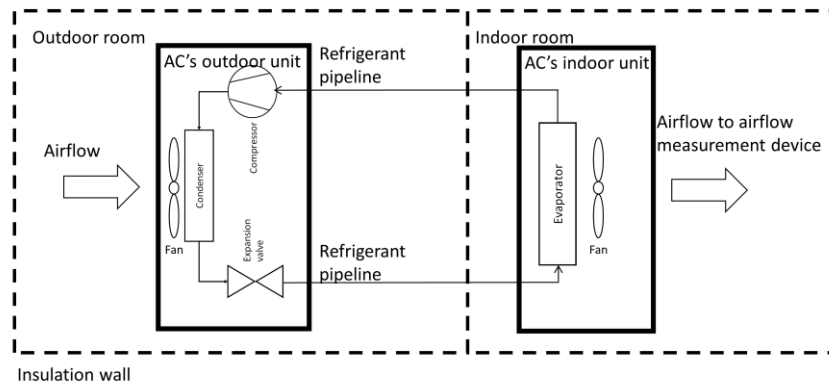 Outdoor room
Indoor room
AC's outdoor unit
Refrigerant
pipeline
AC's indoor unit
Airflow
Condenser
Compressor
Fan
Expansion
valve
Refrigerant
pipeline
Evaporator
Fan
Airflow to airflow
measurement device
Insulation wall